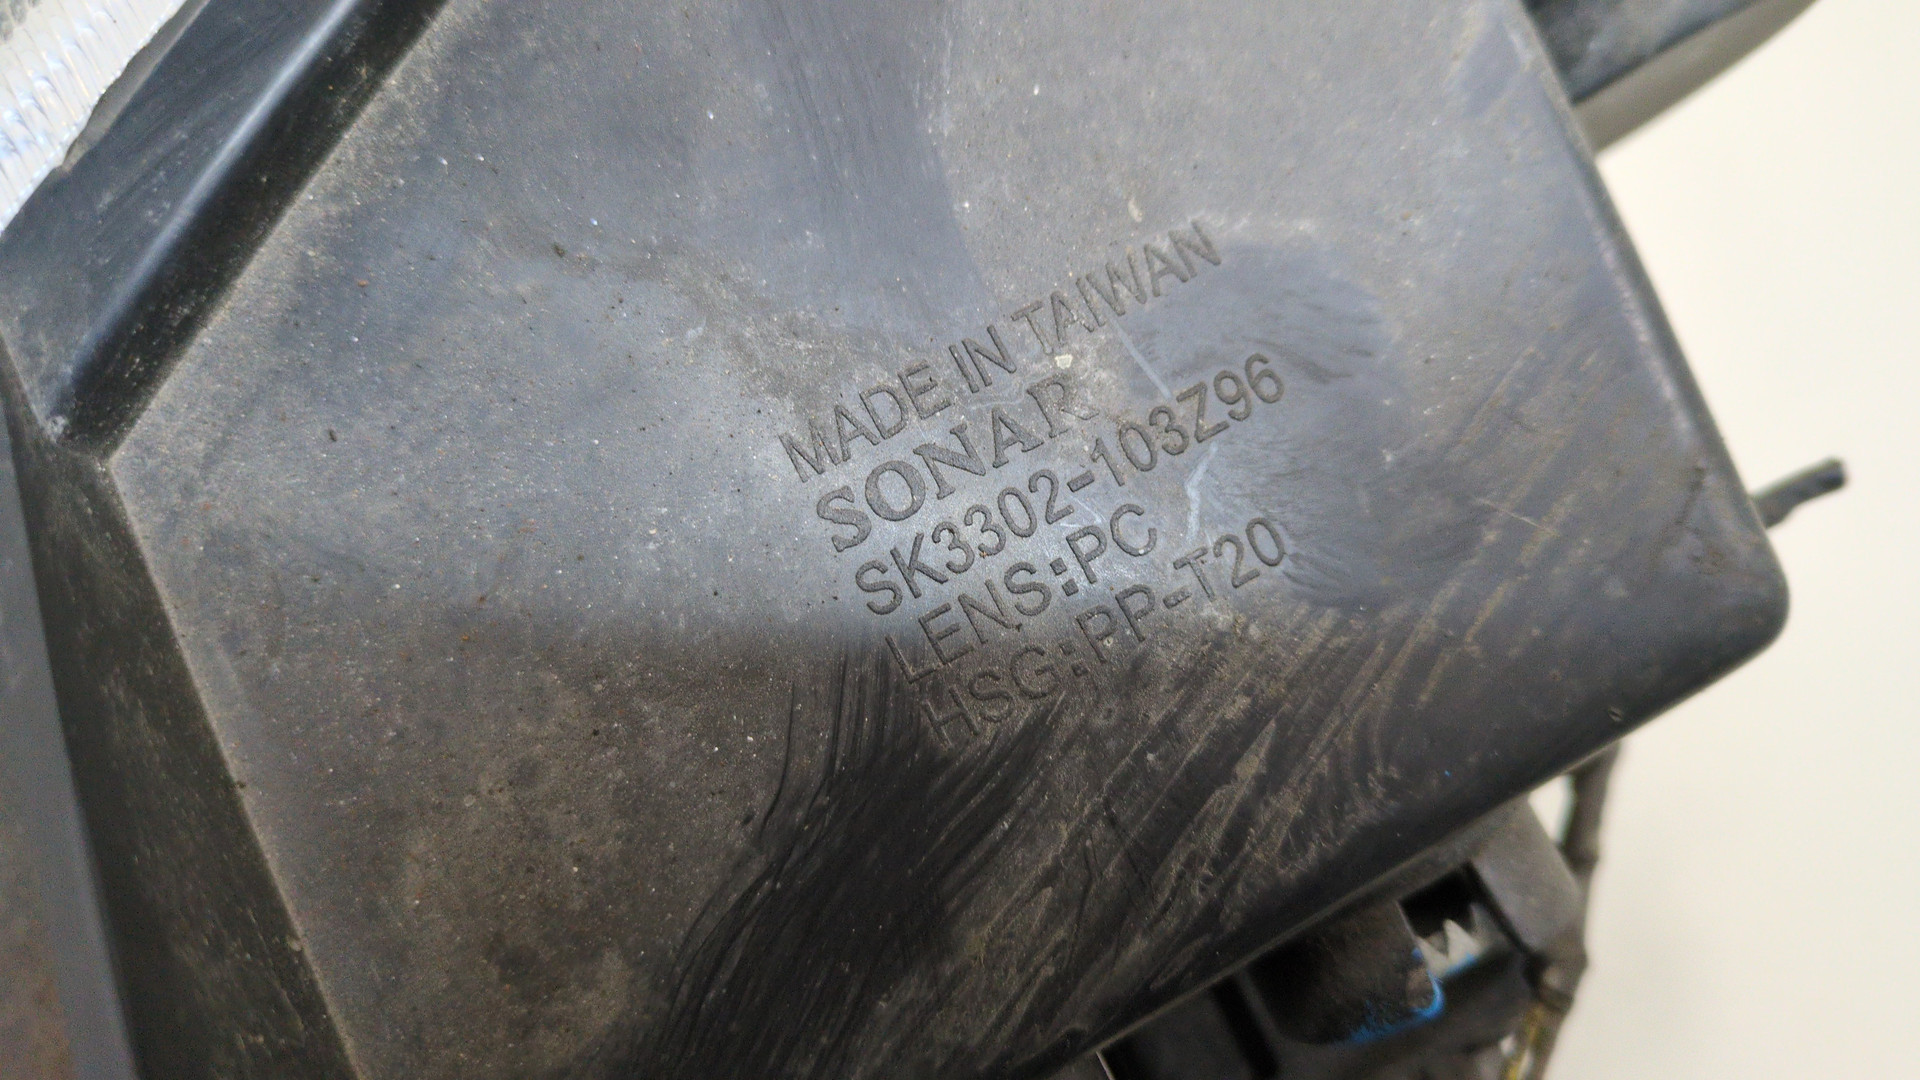 MADE IN TAIWAN
SONAR
SK3302-103Z96
LENS:PC
HSG:PP-T20